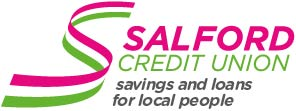 SALFORD
CREDIT UNION
savings and loans
for local people